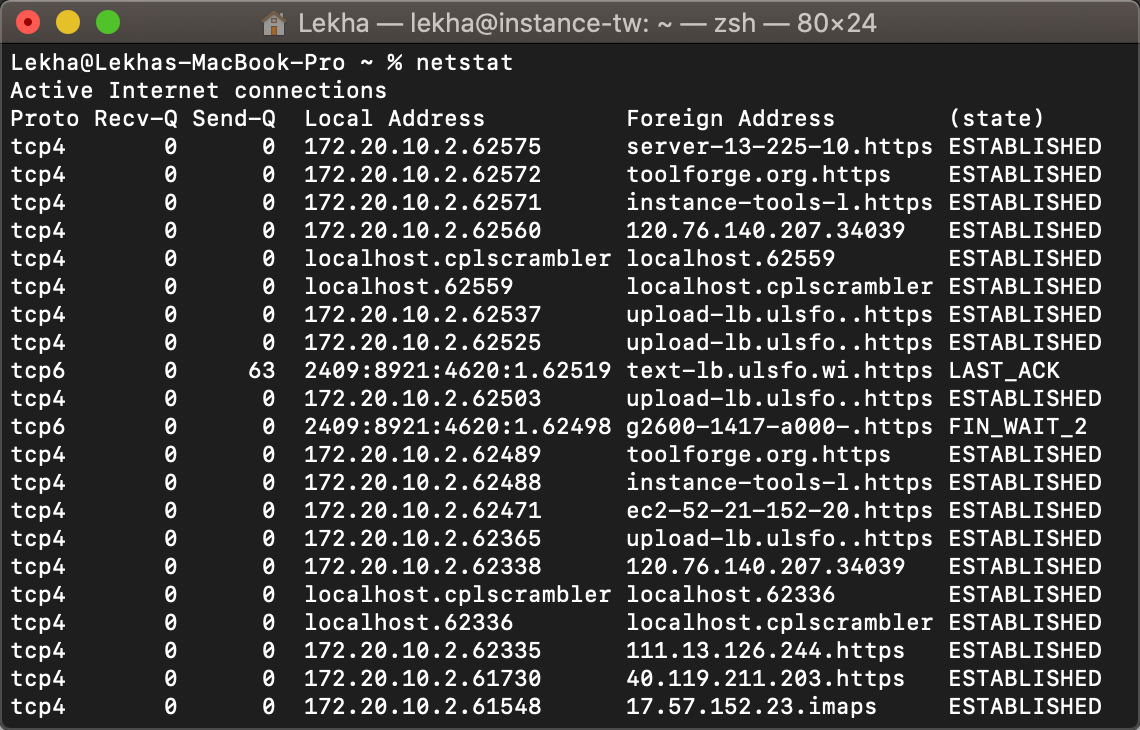 Lekha — lekha@instance-tw: ~ — zsh — 80×24
Lekha@Lekhas-MacBook-Pro ~ % netstat
Active Internet connections
Proto Recv-Q Send-Q  Local Address          Foreign Address        (state)
tcp4       0      0  172.20.10.2.62575      server-13-225-10.https ESTABLISHED
tcp4       0      0  172.20.10.2.62572      toolforge.org.https    ESTABLISHED
tcp4       0      0  172.20.10.2.62571      instance-tools-l.https ESTABLISHED
tcp4       0      0  172.20.10.2.62560      120.76.140.207.34039   ESTABLISHED
tcp4       0      0  localhost.cplscrambler localhost.62559        ESTABLISHED
tcp4       0      0  localhost.62559        localhost.cplscrambler ESTABLISHED
tcp4       0      0  172.20.10.2.62537      upload-lb.ulsfo..https ESTABLISHED
tcp4       0      0  172.20.10.2.62525      upload-lb.ulsfo..https ESTABLISHED
tcp6       0     63  2409:8921:4620:1.62519 text-lb.ulsfo.wi.https LAST_ACK
tcp4       0      0  172.20.10.2.62503      upload-lb.ulsfo..https ESTABLISHED
tcp6       0      0  2409:8921:4620:1.62498 g2600-1417-a000-.https FIN_WAIT_2
tcp4       0      0  172.20.10.2.62489      toolforge.org.https    ESTABLISHED
tcp4       0      0  172.20.10.2.62488      instance-tools-l.https ESTABLISHED
tcp4       0      0  172.20.10.2.62471      ec2-52-21-152-20.https ESTABLISHED
tcp4       0      0  172.20.10.2.62365      upload-lb.ulsfo..https ESTABLISHED
tcp4       0      0  172.20.10.2.62338      120.76.140.207.34039   ESTABLISHED
tcp4       0      0  localhost.cplscrambler localhost.62336        ESTABLISHED
tcp4       0      0  localhost.62336        localhost.cplscrambler ESTABLISHED
tcp4       0      0  172.20.10.2.62335      111.13.126.244.https   ESTABLISHED
tcp4       0      0  172.20.10.2.61730      40.119.211.203.https   ESTABLISHED
tcp4       0      0  172.20.10.2.61548      17.57.152.23.imaps     ESTABLISHED